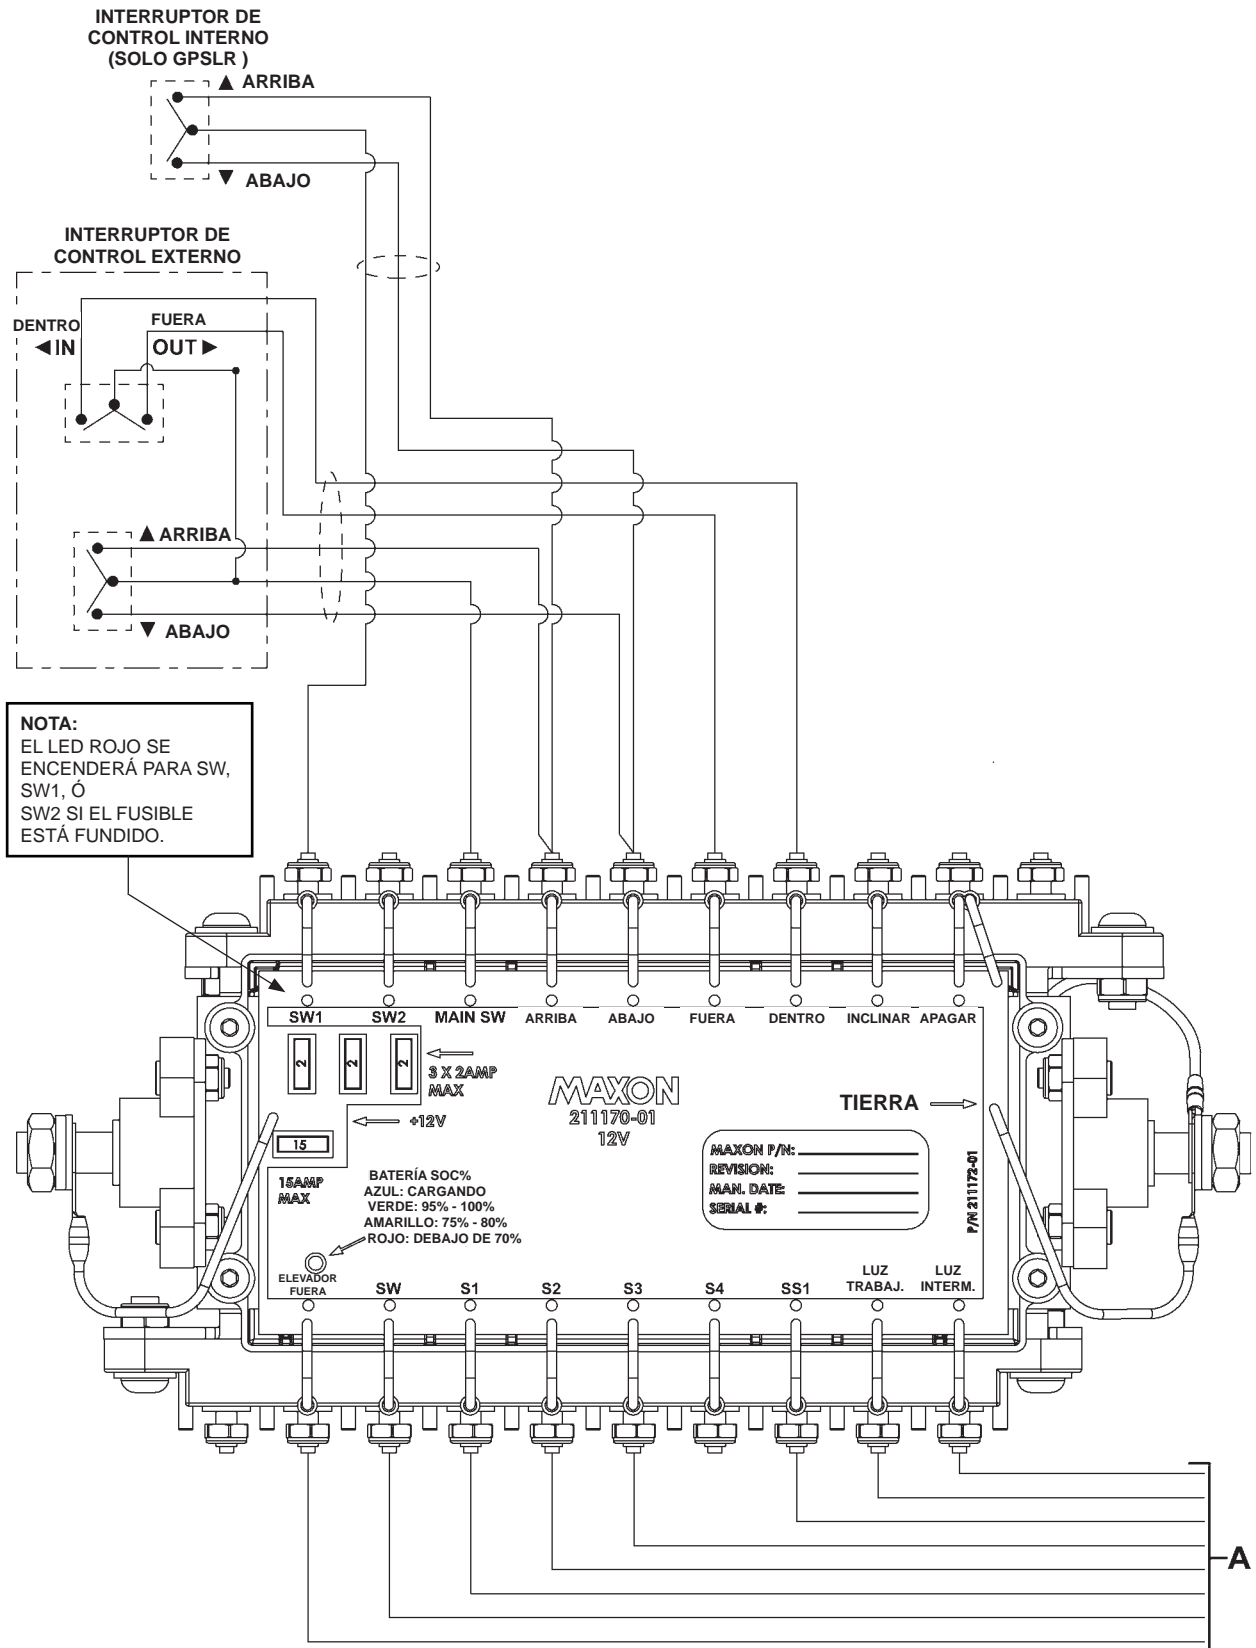 INTERRUPTOR DE
CONTROL INTERNO
(SOLO GPSLR )
▲ ARRIBA
▼ ABAJO
INTERRUPTOR DE
CONTROL EXTERNO
DENTRO
◄IN
FUERA
OUT►
▲ ARRIBA
▼ ABAJO
NOTA:
EL LED ROJO SE
ENCENDERÁ PARA SW,
SW1, Ó
SW2 SI EL FUSIBLE
ESTÁ FUNDIDO.
SW1
SW2
MAIN SW
ARRIBA
ABAJO
FUERA
DENTRO
INCLINAR
APAGAR
2
2
2
3 X 2AMP
MAX
+12V
15
15AMP
MAX
MAXON
211170-01
12V
TIERRA
MAXON P/N:
REVISION:
MAN. DATE:
SERIAL #:
P/N 211172-01
BATERÍA SOC%
AZUL: CARGANDO
VERDE: 95% - 100%
AMARILLO: 75% - 80%
ROJO: DEBAJO DE 70%
ELEVADOR
FUERA
SW
S1
S2
S3
S4
SS1
LUZ
TRABAJ.
LUZ
INTERM.
A